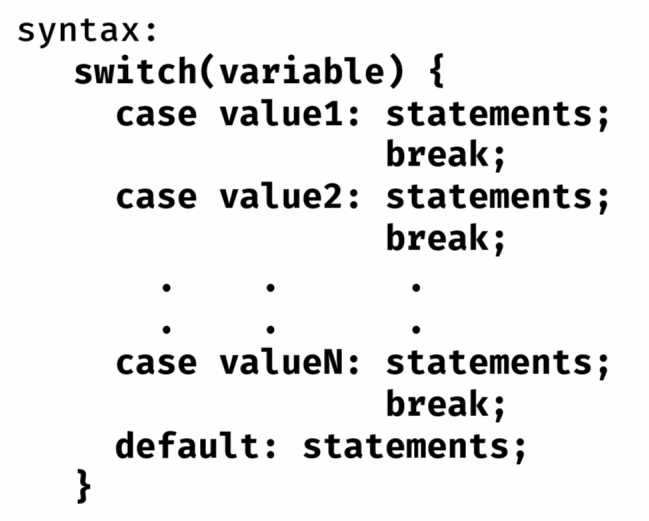 syntax:
switch(variable) {
case value1: statements;
break;
case value2: statements;
break;
. . .
. . .
case valueN: statements;
break;
default: statements;
}